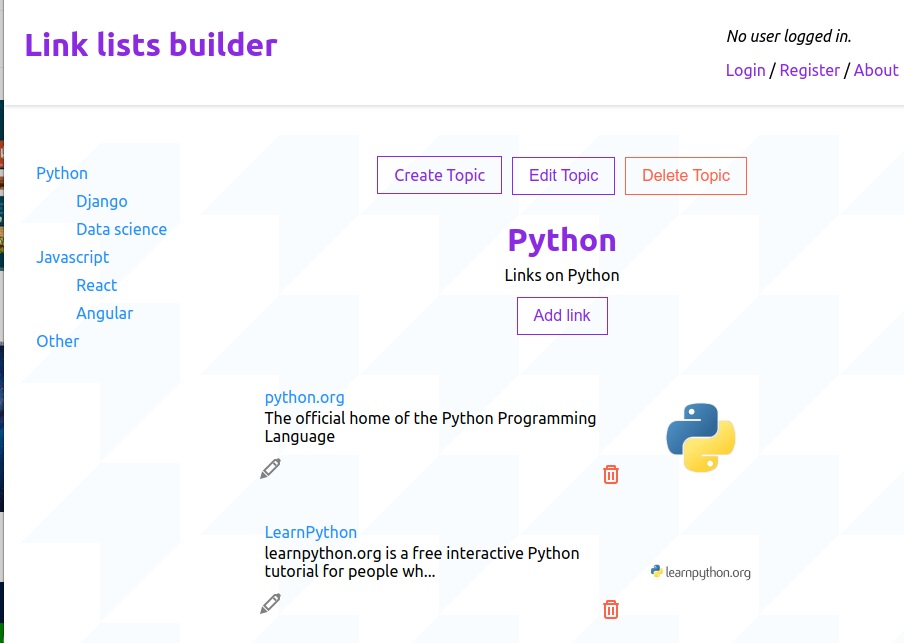 Link lists builder
No user logged in.
Login / Register / About
Python
Django
Data science
Javascript
React
Angular
Other
Create Topic
Edit Topic
Delete Topic
Python
Links on Python
Add link
python.org
The official home of the Python Programming
Language
LearnPython
learnpython.org is a free interactive Python
tutorial for people wh...
learnpython.org